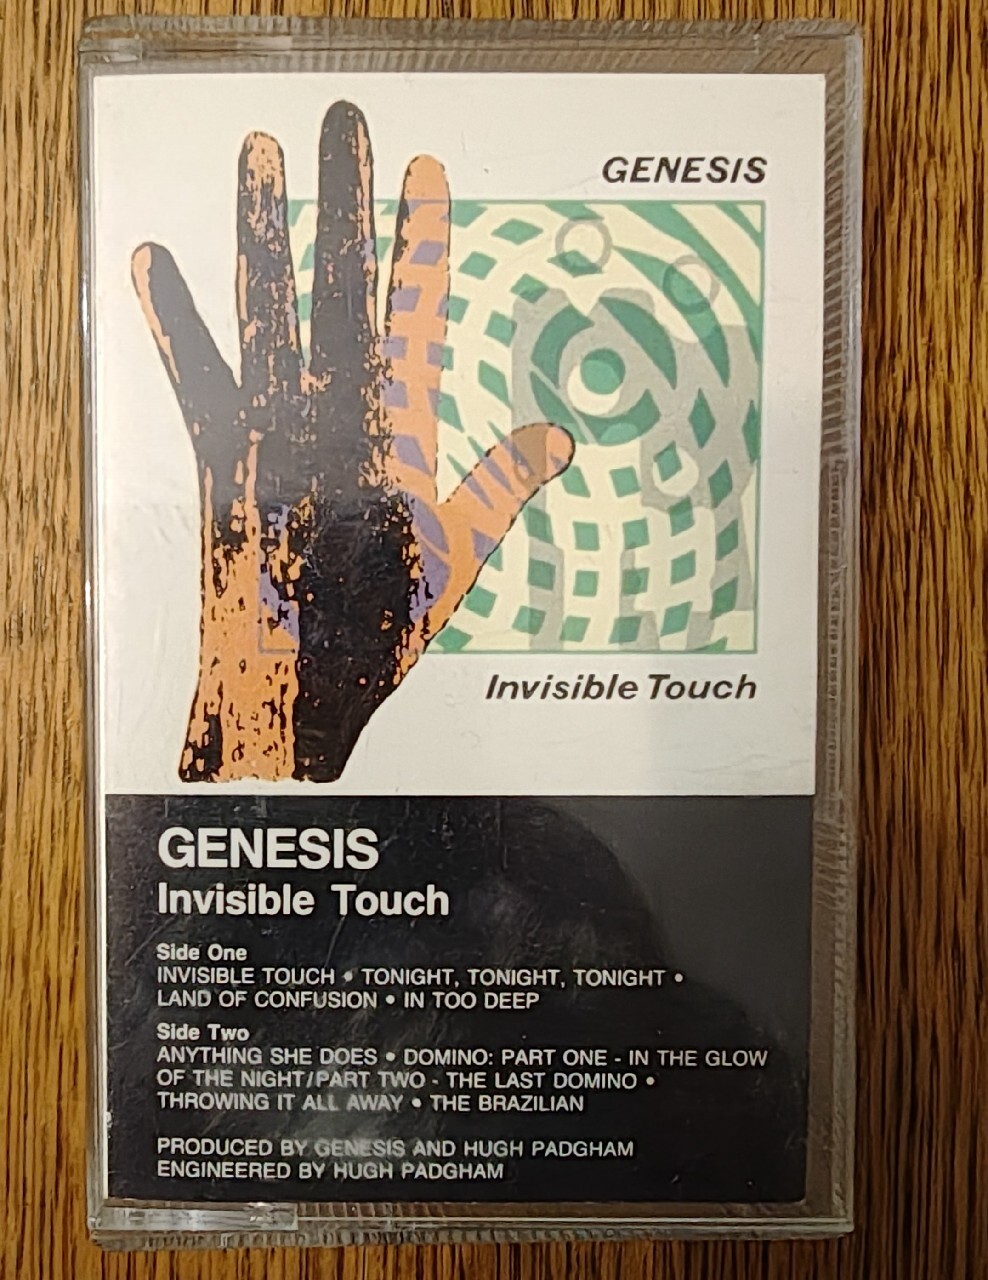 GENESIS
Invisible Touch
GENESIS
Invisible Touch
Side One
INVISIBLE TOUCH • TONIGHT, TONIGHT, TONIGHT •
LAND OF CONFUSION • IN TOO DEEP
Side Two
ANYTHING SHE DOES • DOMINO: PART ONE - IN THE GLOW
OF THE NIGHT/PART TWO - THE LAST DOMINO •
THROWING IT ALL AWAY • THE BRAZILIAN
PRODUCED BY GENESIS AND HUGH PADGHAM
ENGINEERED BY HUGH PADGHAM